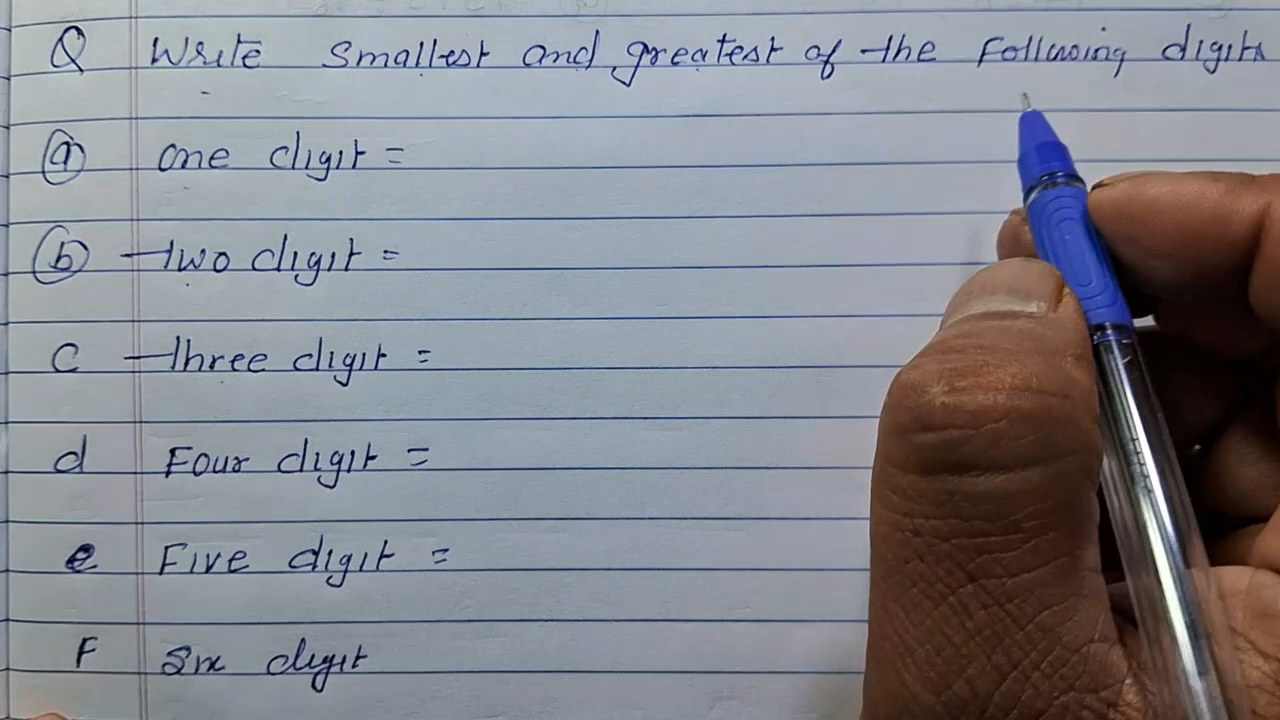 Q Write Smallest and greatest of the Following digits
a one digit =
b two digit =
c three digit =
d Four digit =
e Five digit =
F Six digit